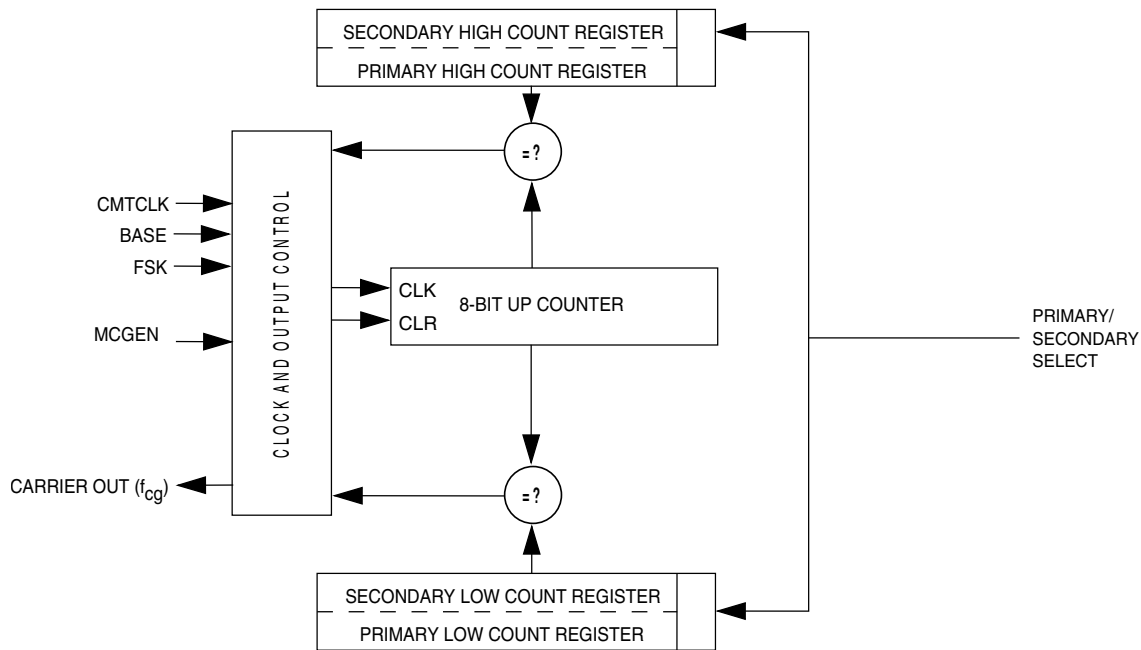 SECONDARY HIGH COUNT REGISTER
PRIMARY HIGH COUNT REGISTER
= ?
CMTCLK
BASE
FSK
MCGEN
CLOCK AND OUTPUT CONTROL
CLK
CLR
8-BIT UP COUNTER
PRIMARY/
SECONDARY
SELECT
CARRIER OUT (fcg)
= ?
SECONDARY LOW COUNT REGISTER
PRIMARY LOW COUNT REGISTER